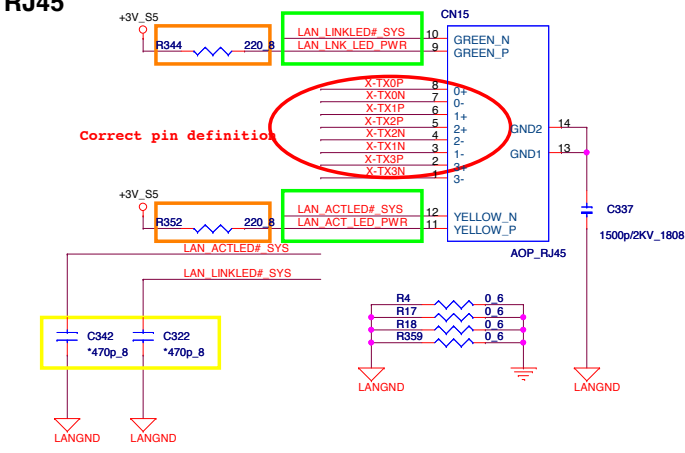 RJ45
+3V_S5
CN15
LAN_LINKLED#_SYS
10
GREEN_N
R344
220_8
LAN_LNK_LED_PWR
9
GREEN_P
X-TX0P
8
0+
X-TX0N
7
0-
X-TX1P
6
1+
X-TX2P
5
2+
GND2
14
Correct pin definition
X-TX2N
4
2-
X-TX1N
3
1-
GND1
13
X-TX3P
2
3+
X-TX3N
1
3-
+3V_S5
C337
LAN_ACTLED#_SYS
12
YELLOW_N
R352
220_8
LAN_ACT_LED_PWR
11
YELLOW_P
1500p/2KV_1808
LAN_ACTLED#_SYS
AOP_RJ45
LAN_LINKLED#_SYS
R4
0_6
R17
0_6
R18
0_6
R359
0_6
C342
C322
*470p_8
*470p_8
LANGND
LANGND
LANGND
LANGND